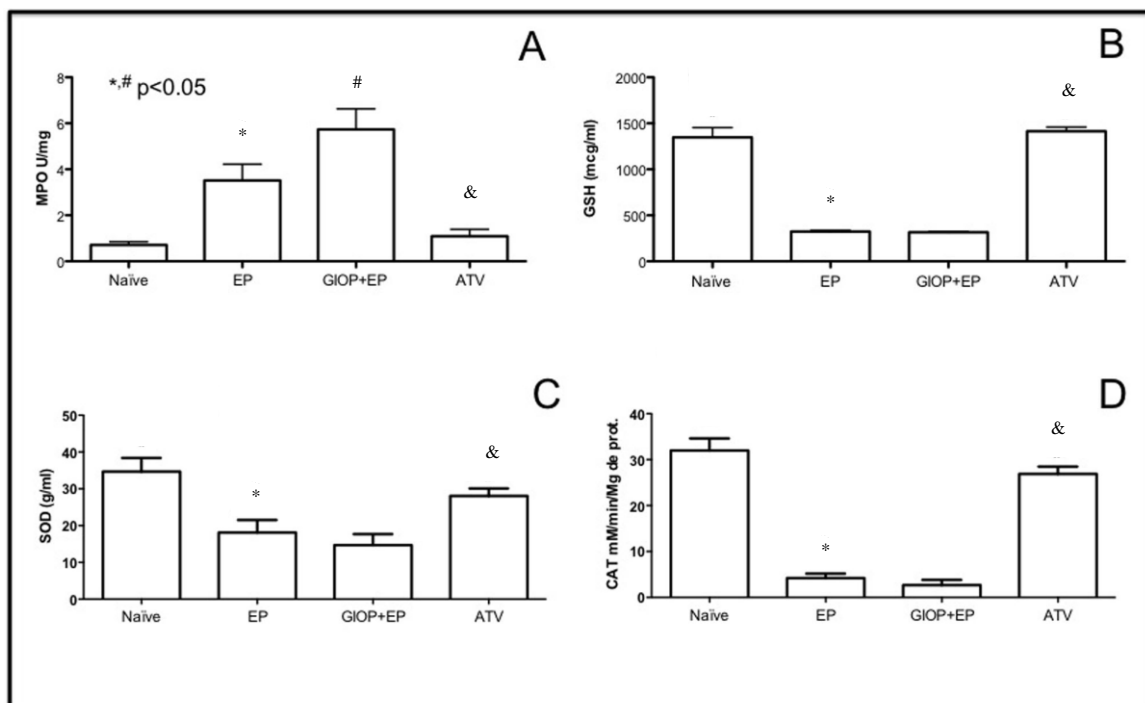 A
*,# p<0.05
MPO U/mg
8
6
4
2
0
*
#
&
Naïve EP GIOP+EP ATV
B
GSH (mcg/ml)
2000
1500
1000
500
0
*
&
Naïve EP GIOP+EP ATV
C
SOD (g/ml)
50
40
30
20
10
0
*
&
Naïve EP GIOP+EP ATV
D
CAT mM/min/Mg de prot.
40
30
20
10
0
*
&
Naïve EP GIOP+EP ATV